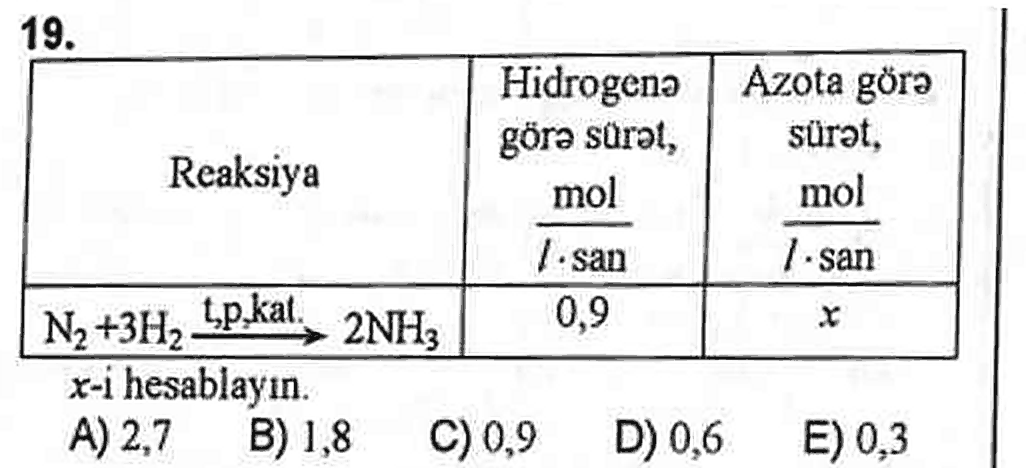 19.
Reaksiya
Hidrogenə
görə sürət,
mol
l·san
Azota görə
sürət,
mol
l·san
N₂+3H₂ t,p,kat. → 2NH₃
0,9
x
x-i hesablayın.
A) 2,7 B) 1,8 C) 0,9 D) 0,6 E) 0,3